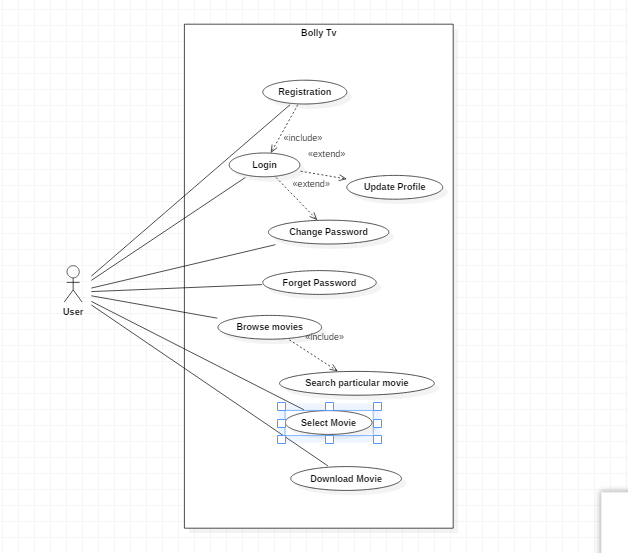 Bolly Tv
Registration
«include»
«extend»
Login
«extend»
Update Profile
Change Password
Forget Password
User
Browse movies
«include»
Search particular movie
Select Movie
Download Movie